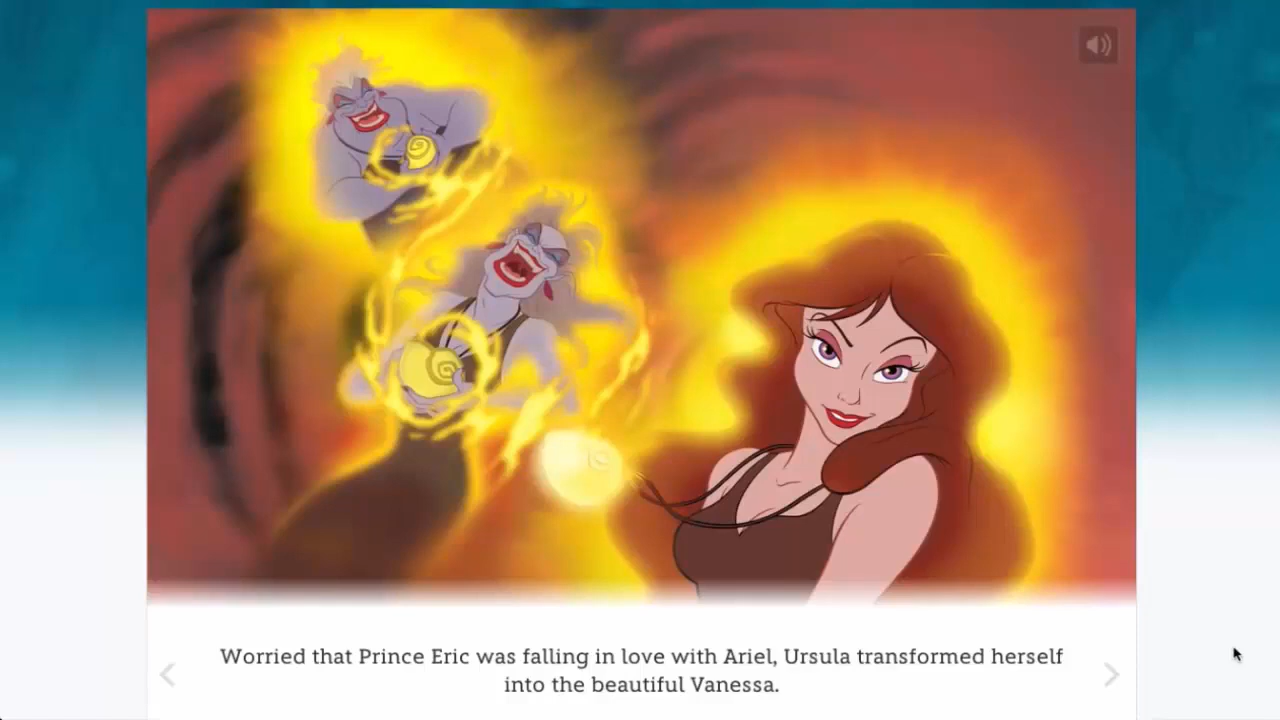 Worried that Prince Eric was falling in love with Ariel, Ursula transformed herself
into the beautiful Vanessa.